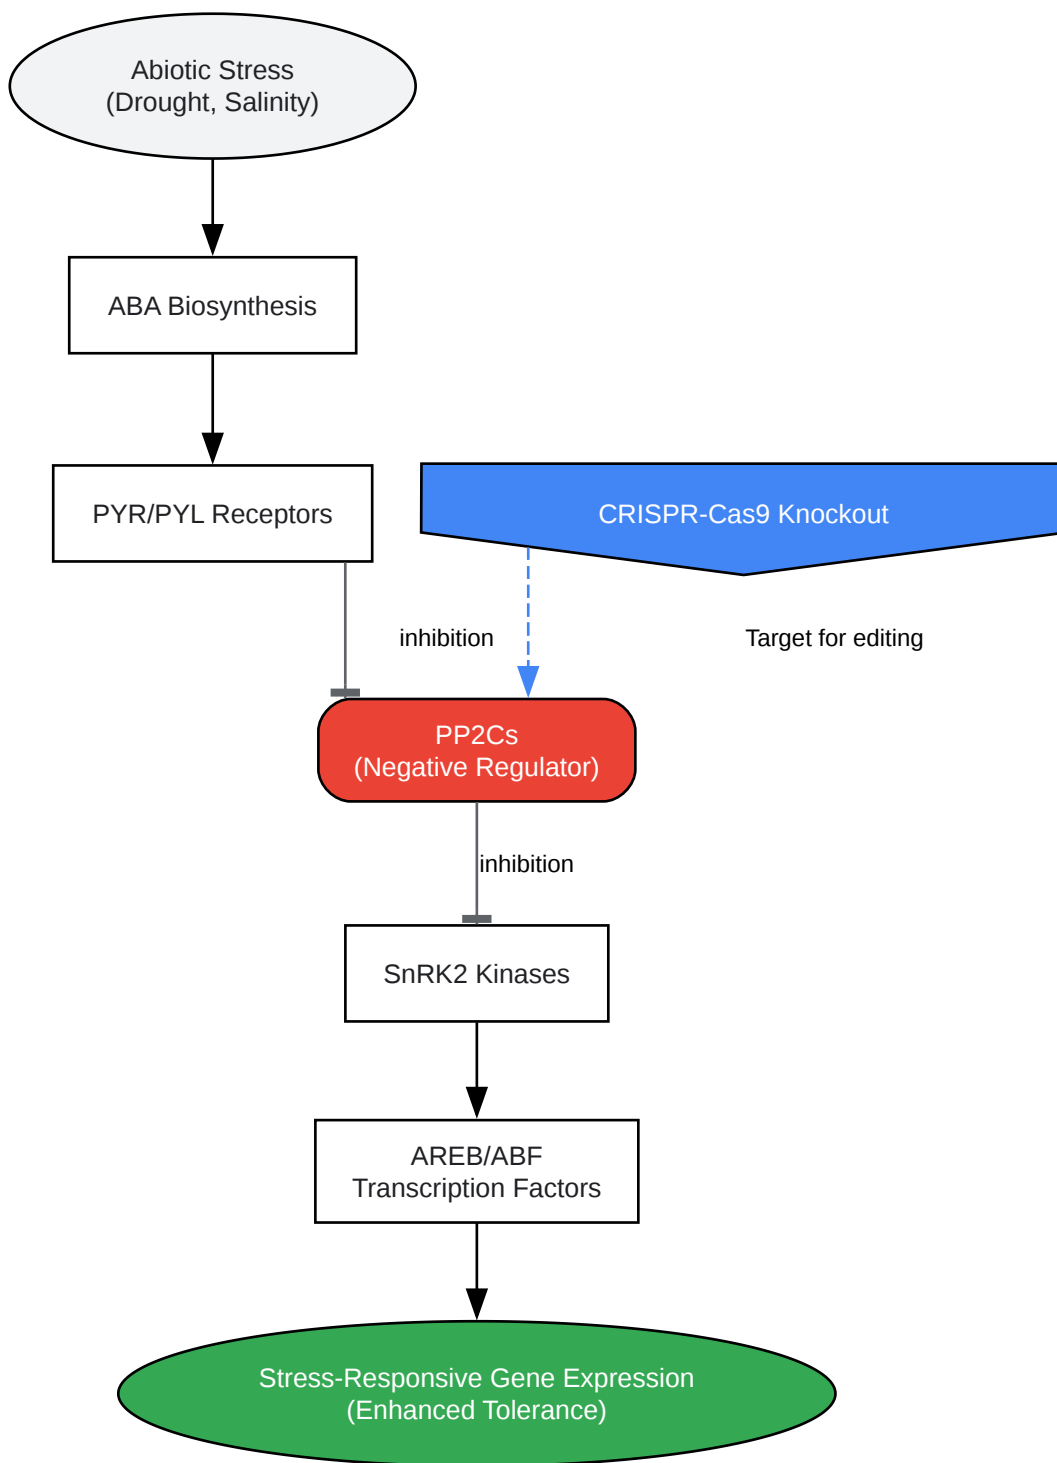 Abiotic Stress
(Drought, Salinity)
ABA Biosynthesis
PYR/PYL Receptors
CRISPR-Cas9 Knockout
inhibition
Target for editing
PP2Cs
(Negative Regulator)
inhibition
SnRK2 Kinases
AREB/ABF
Transcription Factors
Stress-Responsive Gene Expression
(Enhanced Tolerance)